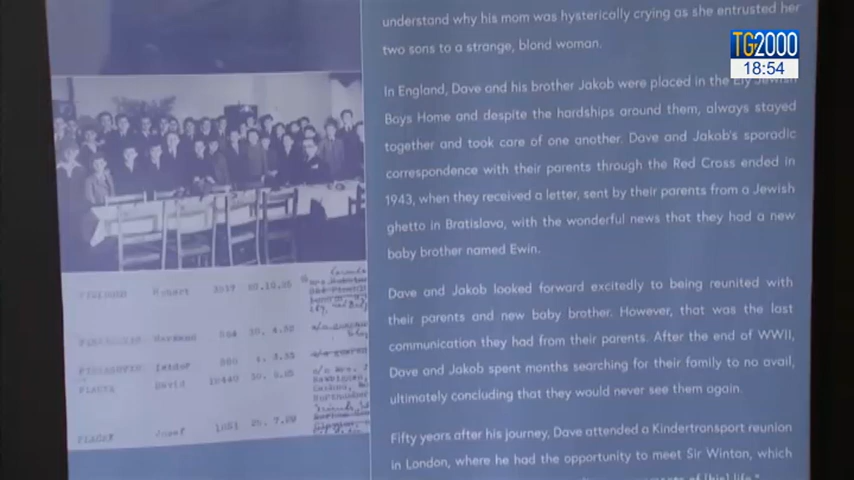 TG2000
18:54
understand why his mom was hysterically crying as she entrusted her
two sons to a strange, blond woman.
In England, Dave and his brother Jakob were placed in the Ely Jewish
Boys Home and despite the hardships around them, always stayed
together and took care of one another. Dave and Jakob's sporadic
correspondence with their parents through the Red Cross ended in
1943, when they received a letter, sent by their parents from a Jewish
ghetto in Bratislava, with the wonderful news that they had a new
baby brother named Ewin.
Dave and Jakob looked forward excitedly to being reunited with
their parents and new baby brother. However, that was the last
communication they had from their parents. After the end of WWII,
Dave and Jakob spent months searching for their family to no avail,
ultimately concluding that they would never see them again.
Fifty years after his journey, Dave attended a Kindertransport reunion
in London, where he had the opportunity to meet Sir Winton, which
Robert
Herman
Isidor
David
Josef